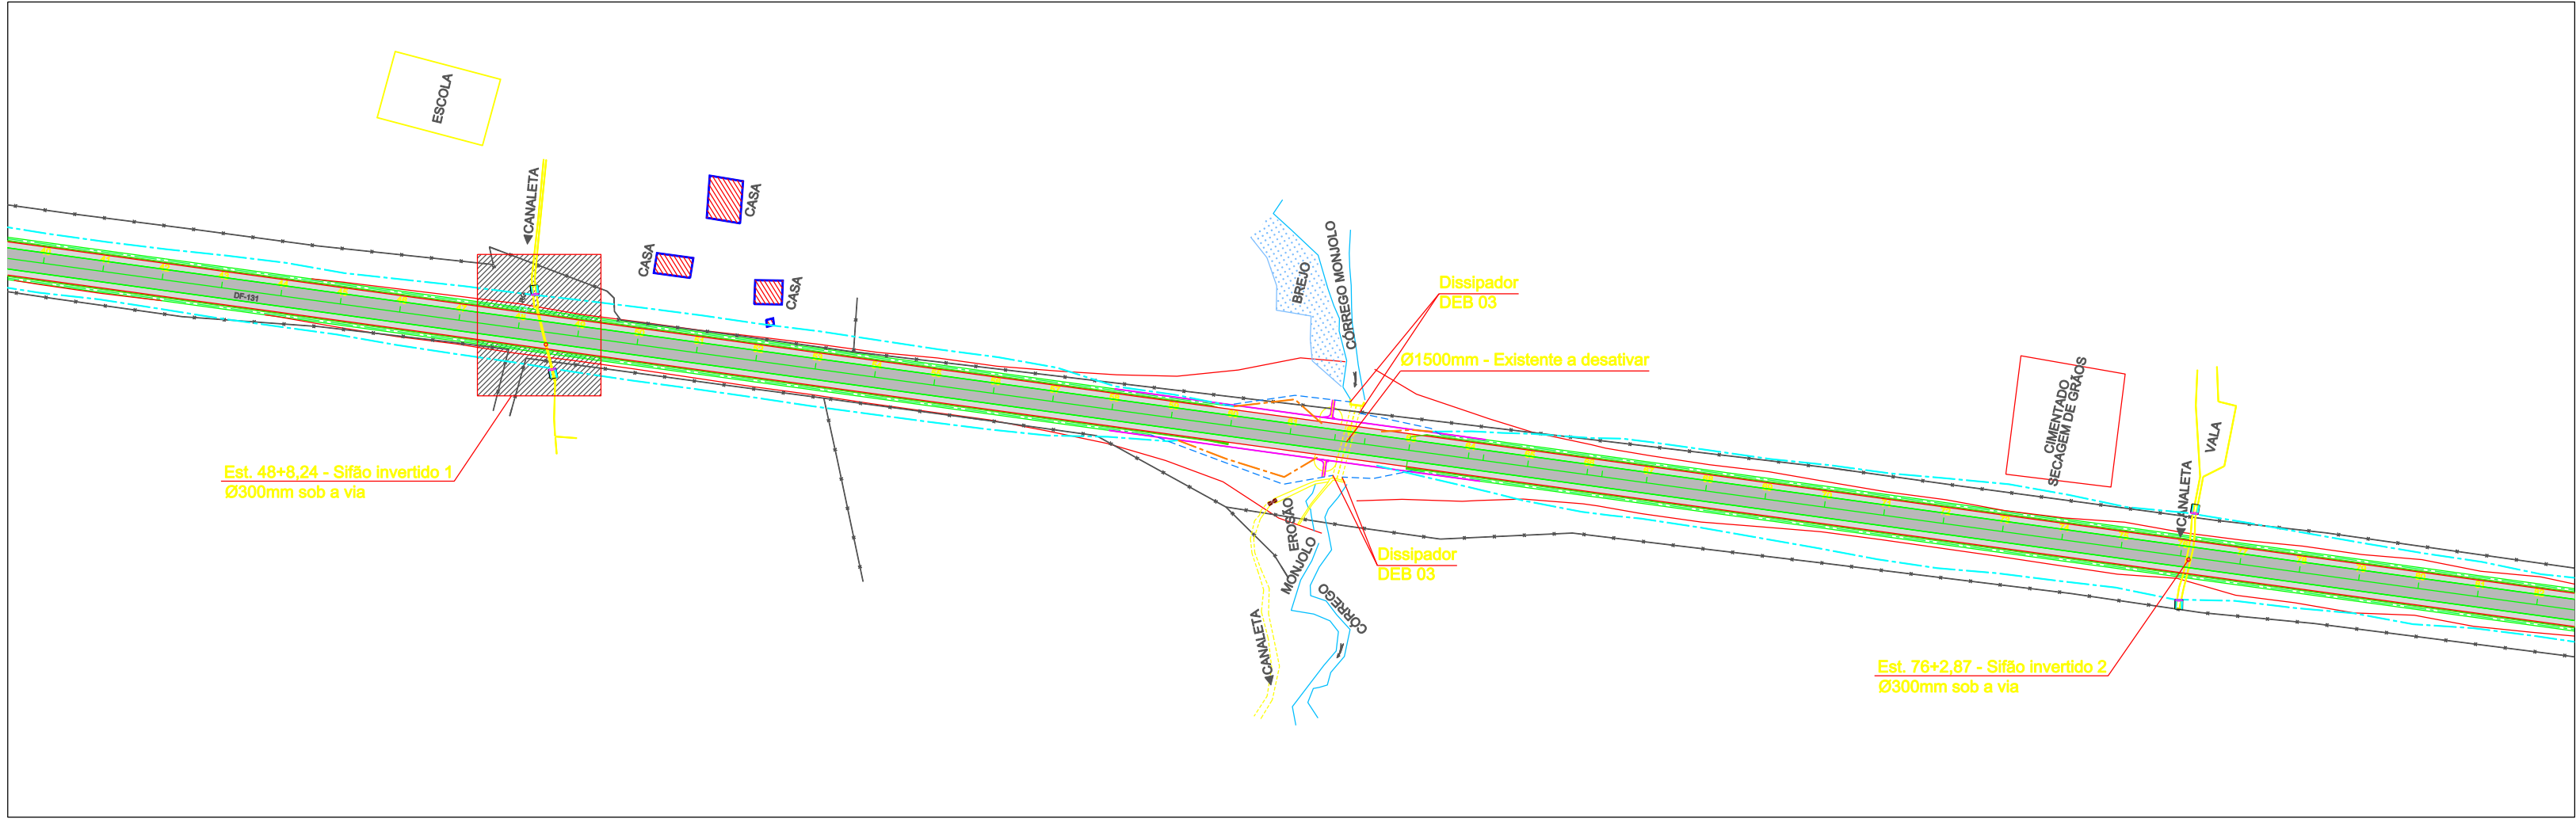 ESCOLA
CANALETA
CASA
CASA
CASA
DF-131
Est. 48+8,24 - Sifão invertido 1
Ø300mm sob a via
BREJO
CÓRREGO MONJOLO
Dissipador
DEB 03
Ø1500mm - Existente a desativar
EROSÃO
MONJOLO
CÓRREGO
CANALETA
Dissipador
DEB 03
CIMENTADO
SECAGEM DE GRÃOS
VALA
CANALETA
Est. 76+2,87 - Sifão invertido 2
Ø300mm sob a via